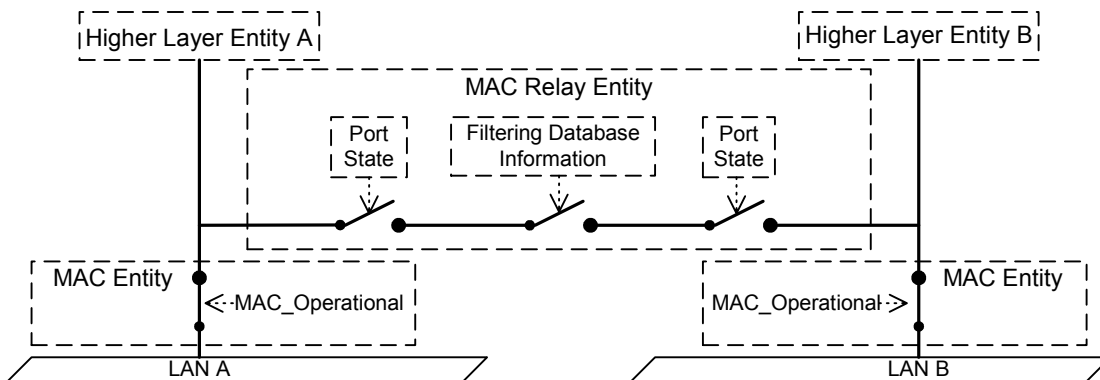 Higher Layer Entity A
Higher Layer Entity B
MAC Relay Entity
Port
State
Filtering Database
Information
Port
State
MAC Entity
MAC_Operational
MAC Entity
MAC_Operational
LAN A
LAN B